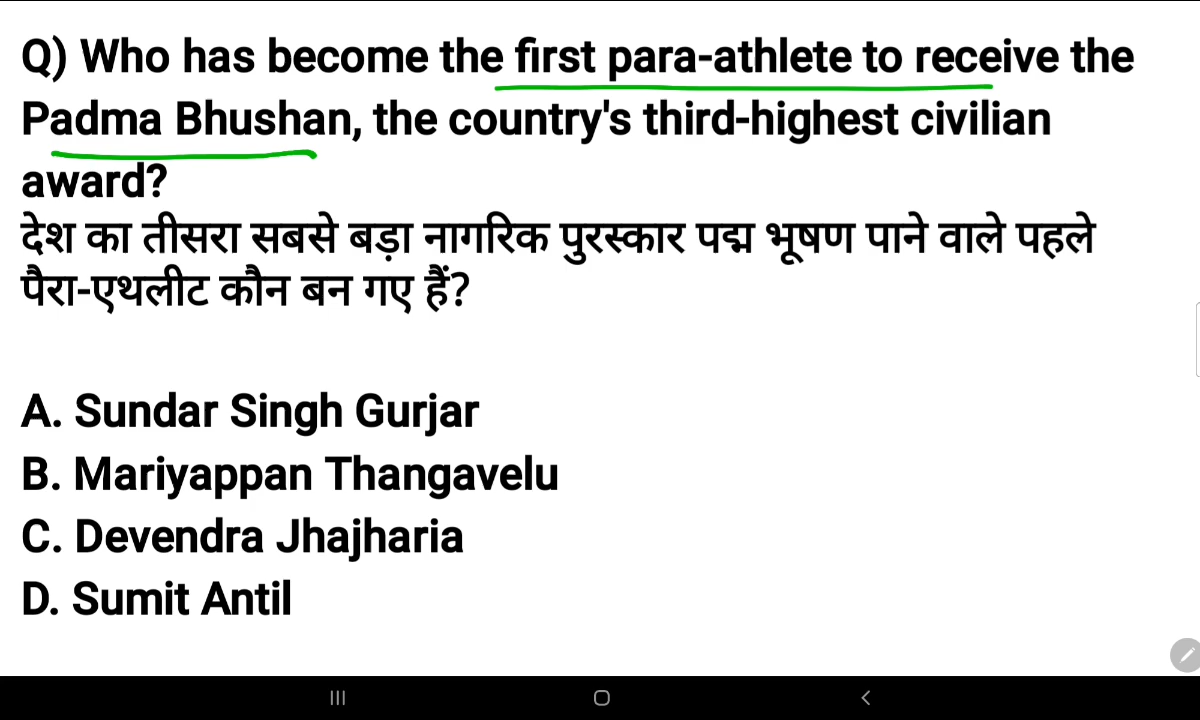 Q) Who has become the first para-athlete to receive the
Padma Bhushan, the country's third-highest civilian
award?
देश का तीसरा सबसे बड़ा नागरिक पुरस्कार पद्म भूषण पाने वाले पहले
पैरा-एथलीट कौन बन गए हैं?
A. Sundar Singh Gurjar
B. Mariyappan Thangavelu
C. Devendra Jhajharia
D. Sumit Antil